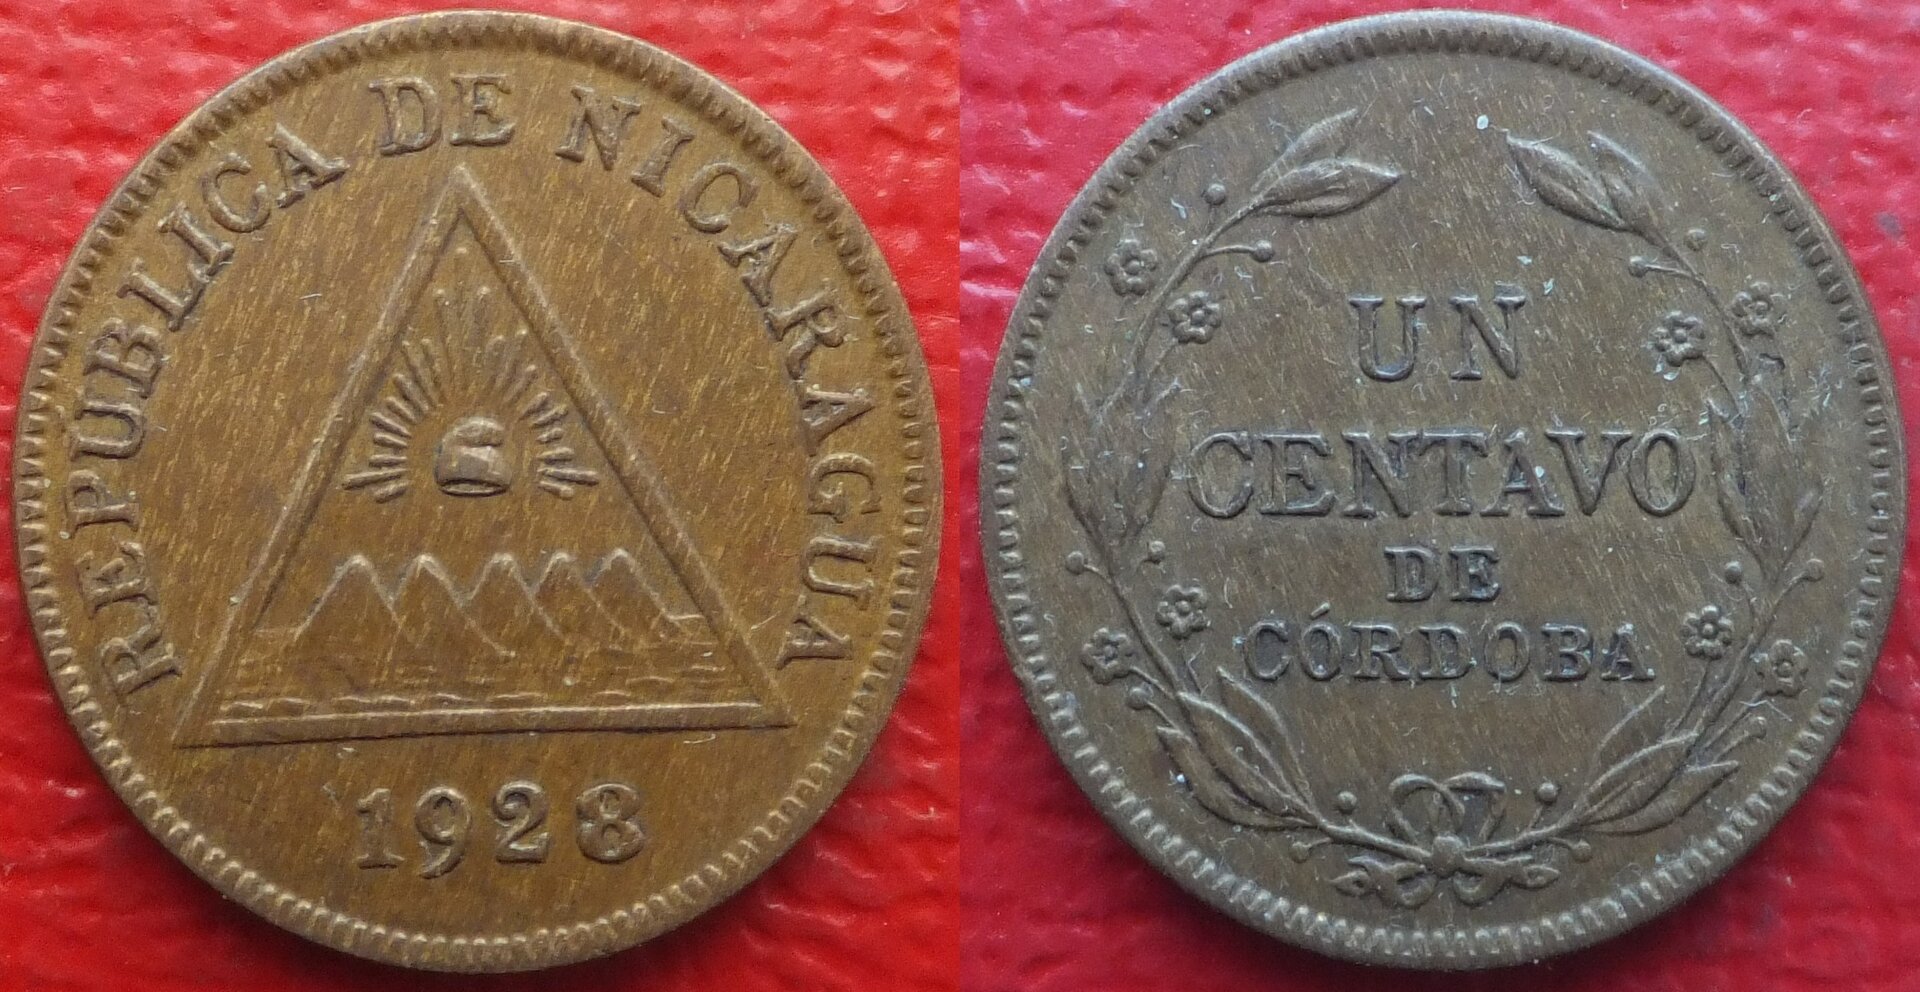 REPUBLICA DE NICARAGUA
1928
UN
CENTAVO
DE
CÓRDOBA